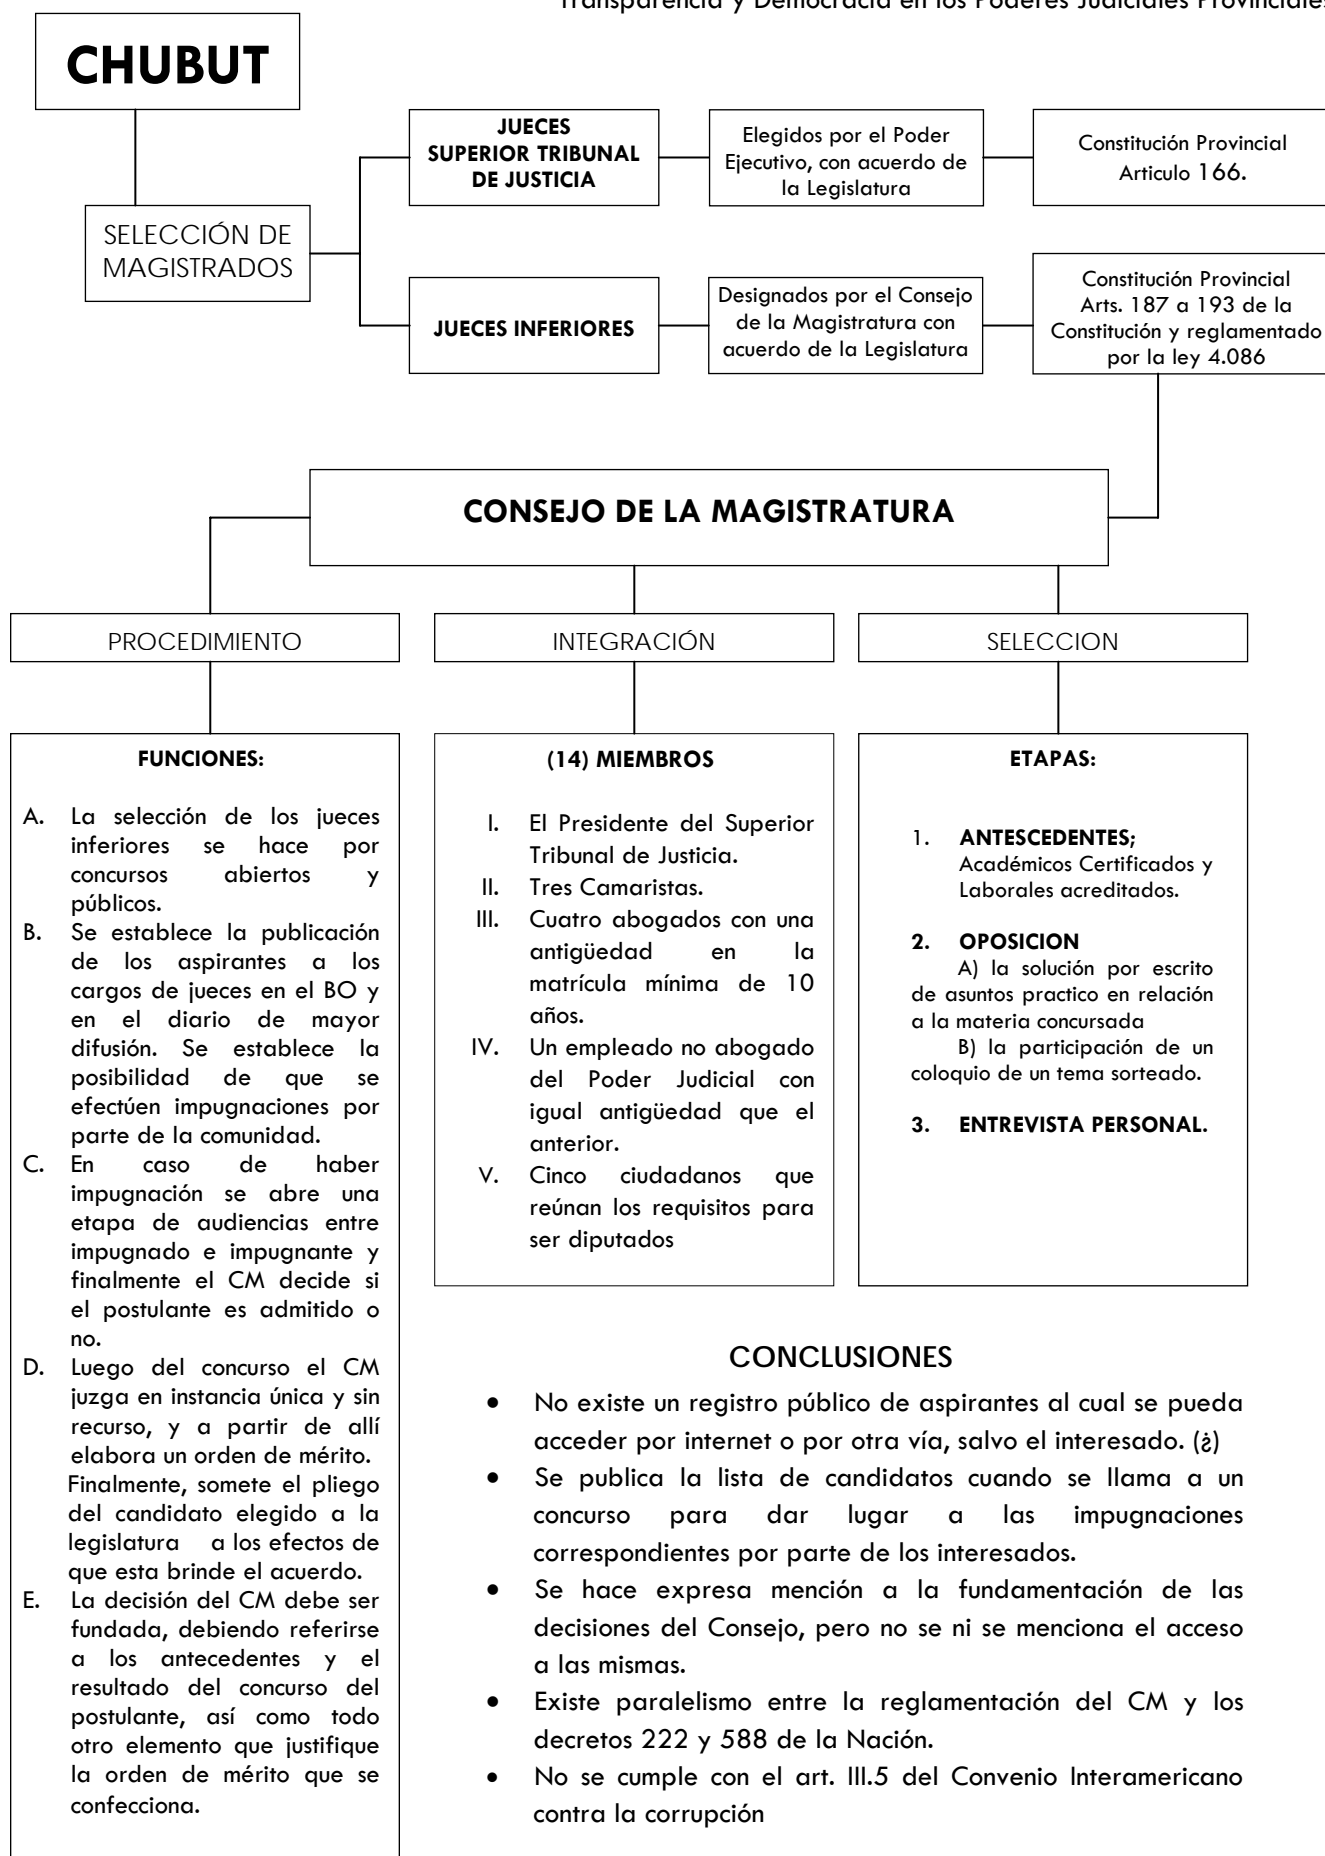 Transparencia y Democracia en los Poderes Judiciales Provinciales
CHUBUT
SELECCIÓN DE
MAGISTRADOS
JUECES
SUPERIOR TRIBUNAL
DE JUSTICIA
Elegidos por el Poder
Ejecutivo, con acuerdo de
la Legislatura
Constitución Provincial
Articulo 166.
JUECES INFERIORES
Designados por el Consejo
de la Magistratura con
acuerdo de la Legislatura
Constitución Provincial
Arts. 187 a 193 de la
Constitución y reglamentado
por la ley 4.086
CONSEJO DE LA MAGISTRATURA
PROCEDIMIENTO
FUNCIONES:
A. La selección de los jueces
inferiores se hace por
concursos abiertos y
públicos.
B. Se establece la publicación
de los aspirantes a los
cargos de jueces en el BO y
en el diario de mayor
difusión. Se establece la
posibilidad de que se
efectúen impugnaciones por
parte de la comunidad.
C. En caso de haber
impugnación se abre una
etapa de audiencias entre
impugnado e impugnante y
finalmente el CM decide si
el postulante es admitido o
no.
D. Luego del concurso el CM
juzga en instancia única y sin
recurso, y a partir de allí
elabora un orden de mérito.
Finalmente, somete el pliego
del candidato elegido a la
legislatura a los efectos de
que esta brinde el acuerdo.
E. La decisión del CM debe ser
fundada, debiendo referirse
a los antecedentes y el
resultado del concurso del
postulante, así como todo
otro elemento que justifique
la orden de mérito que se
confecciona.
INTEGRACIÓN
(14) MIEMBROS
I. El Presidente del Superior
Tribunal de Justicia.
II. Tres Camaristas.
III. Cuatro abogados con una
antigüedad en la
matrícula mínima de 10
años.
IV. Un empleado no abogado
del Poder Judicial con
igual antigüedad que el
anterior.
V. Cinco ciudadanos que
reúnan los requisitos para
ser diputados
SELECCION
ETAPAS:
1. ANTESCEDENTES;
Académicos Certificados y
Laborales acreditados.
2. OPOSICION
A) la solución por escrito
de asuntos practico en relación
a la materia concursada
B) la participación de un
coloquio de un tema sorteado.
3. ENTREVISTA PERSONAL.
CONCLUSIONES
• No existe un registro público de aspirantes al cual se pueda
acceder por internet o por otra vía, salvo el interesado. (¿)
• Se publica la lista de candidatos cuando se llama a un
concurso para dar lugar a las impugnaciones
correspondientes por parte de los interesados.
• Se hace expresa mención a la fundamentación de las
decisiones del Consejo, pero no se ni se menciona el acceso
a las mismas.
• Existe paralelismo entre la reglamentación del CM y los
decretos 222 y 588 de la Nación.
• No se cumple con el art. III.5 del Convenio Interamericano
contra la corrupción